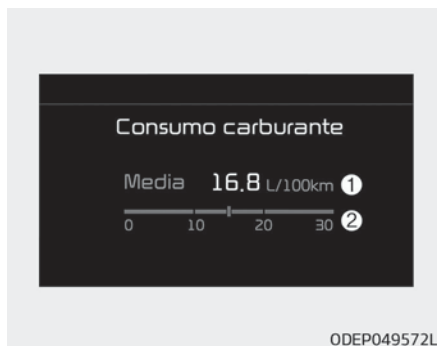 Consumo carburante
Media 16.8 L/100km ①
0 10 20 30 ②
ODEP049572L